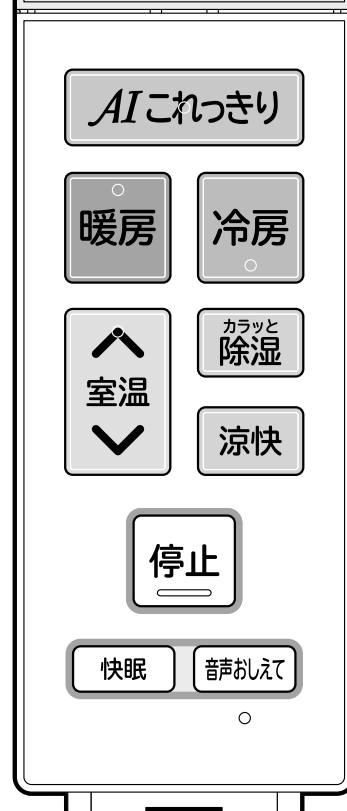 AIこれっきり
暖房
冷房
室温
カラッと
除湿
涼快
停止
快眠
音声おしえて